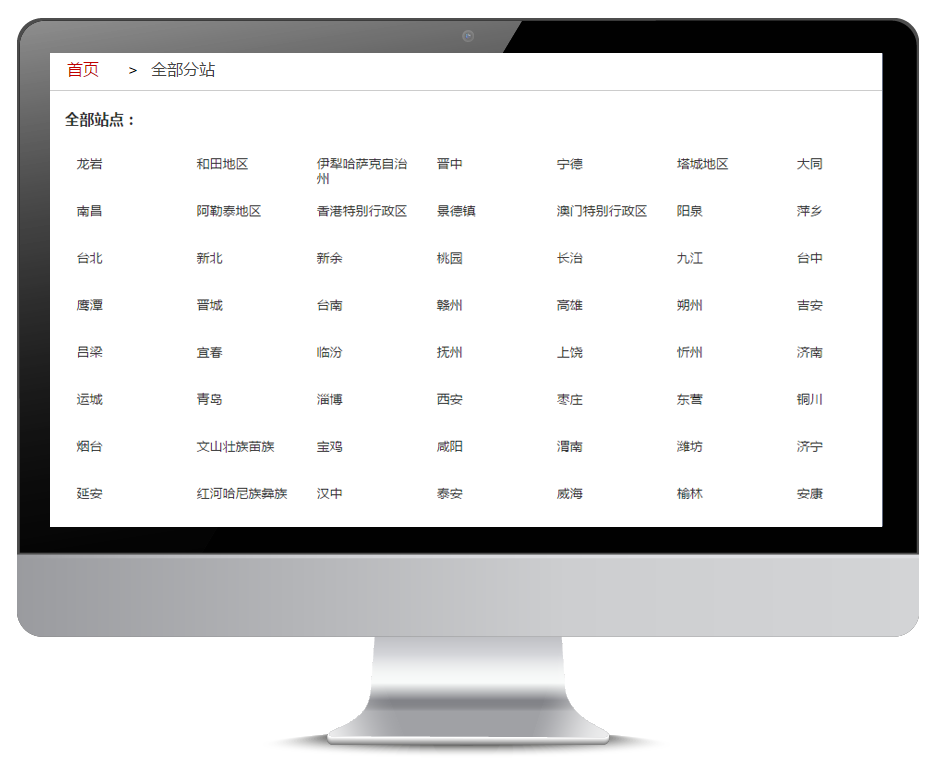 首页 > 全部分站
全部站点：
龙岩 和田地区 伊犁哈萨克自治州 晋中 宁德 塔城地区 大同
南昌 阿勒泰地区 香港特别行政区 景德镇 澳门特别行政区 阳泉 萍乡
台北 新北 新余 桃园 长治 九江 台中
鹰潭 晋城 台南 赣州 高雄 朔州 吉安
吕梁 宜春 临汾 抚州 上饶 忻州 济南
运城 青岛 淄博 西安 枣庄 东营 铜川
烟台 文山壮族苗族 宝鸡 咸阳 渭南 潍坊 济宁
延安 红河哈尼族彝族 汉中 泰安 威海 榆林 安康